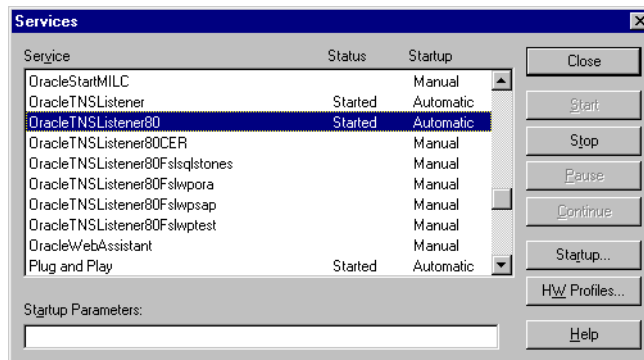 Services
Service Status Startup
OracleStartMILC Manual
OracleTNSListener Started Automatic
OracleTNSListener80 Started Automatic
OracleTNSListener80CER Manual
OracleTNSListener80Fslsqlstones Manual
OracleTNSListener80Fslwpora Manual
OracleTNSListener80Fslwpsap Manual
OracleTNSListener80Fslwptest Manual
OracleWebAssistant Manual
Plug and Play Started Automatic
Startup Parameters:
Close
Start
Stop
Pause
Continue
Startup...
HW Profiles...
Help